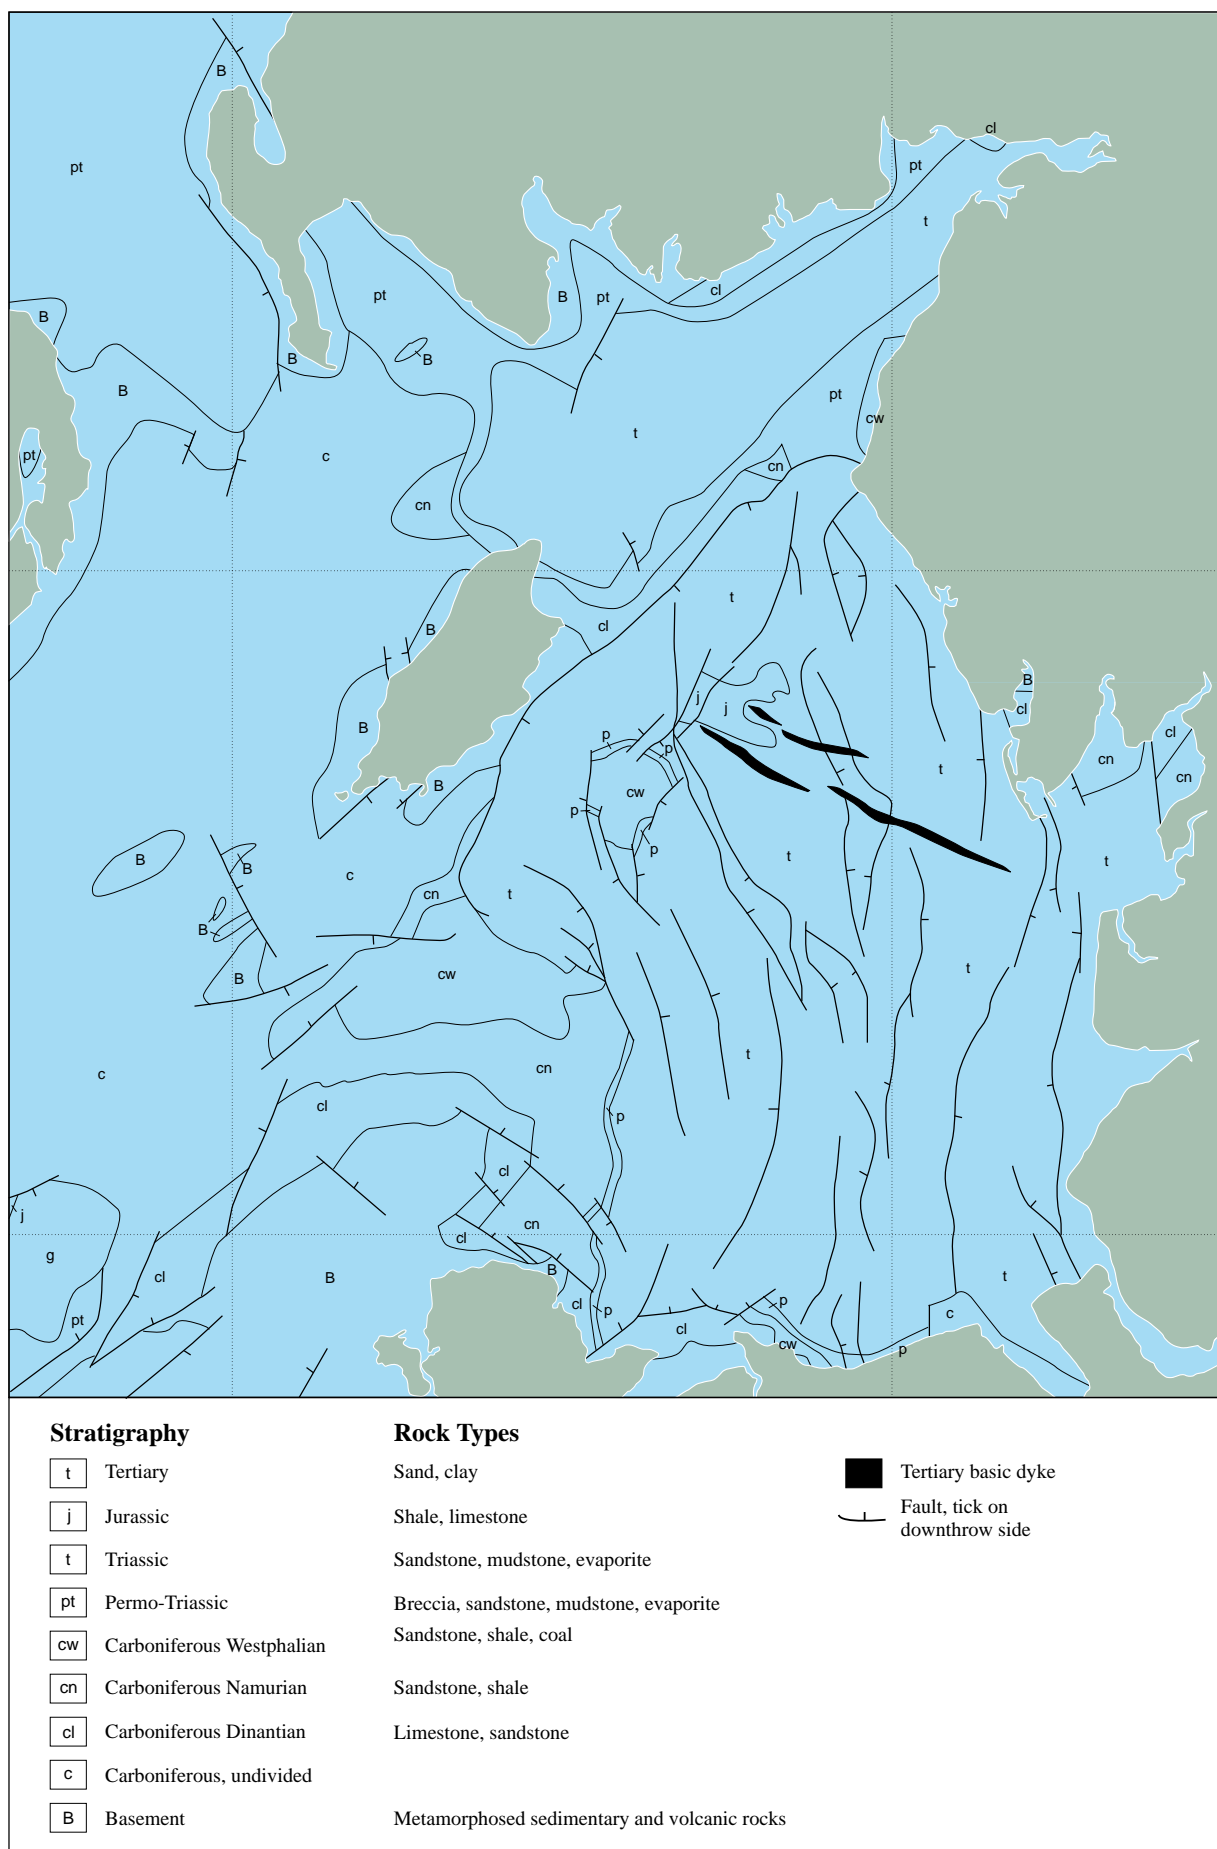 B
pt
cl
pt
t
B
pt
B
pt
cl
B
B
B
B
pt
cw
c
t
pt
cn
cn
t
cl
B
B
cl
j
j
B
p
p
cl
cn
cn
t
B
cw
p
t
p
t
B
B
c
cn
t
B
B
cw
t
c
cn
t
cl
p
cl
j
cn
cl
g
B
B
cl
t
pt
cl
p
p
c
cl
cw
p
Stratigraphy Rock Types
t Tertiary Sand, clay Tertiary basic dyke
j Jurassic Shale, limestone Fault, tick on
downthrow side
t Triassic Sandstone, mudstone, evaporite
pt Permo-Triassic Breccia, sandstone, mudstone, evaporite
cw Carboniferous Westphalian Sandstone, shale, coal
cn Carboniferous Namurian Sandstone, shale
cl Carboniferous Dinantian Limestone, sandstone
c Carboniferous, undivided
B Basement Metamorphosed sedimentary and volcanic rocks